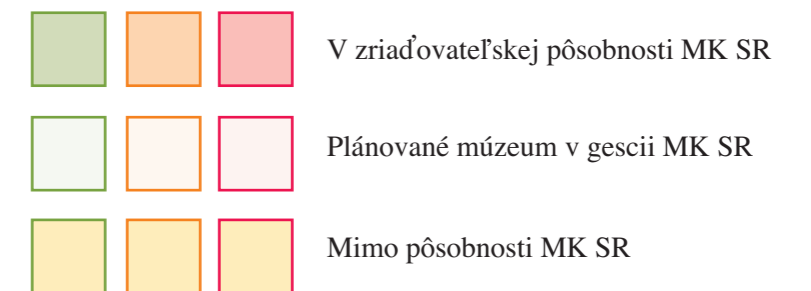 V zriaďovateľskej pôsobnosti MK SR
Plánované múzeum v gescii MK SR
Mimo pôsobnosti MK SR